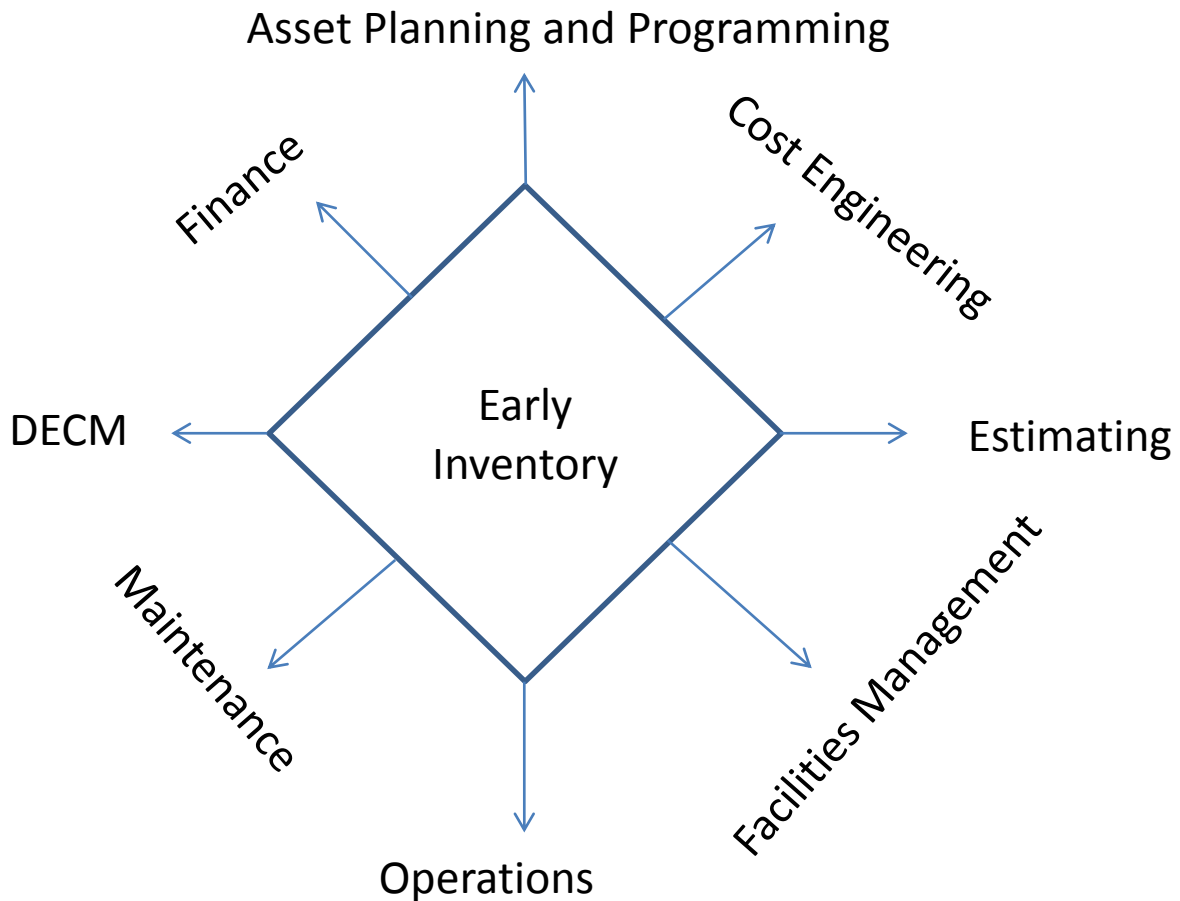 Asset Planning and Programming
Cost Engineering
Finance
Early
Inventory
DECM
Estimating
Maintenance
Facilities Management
Operations